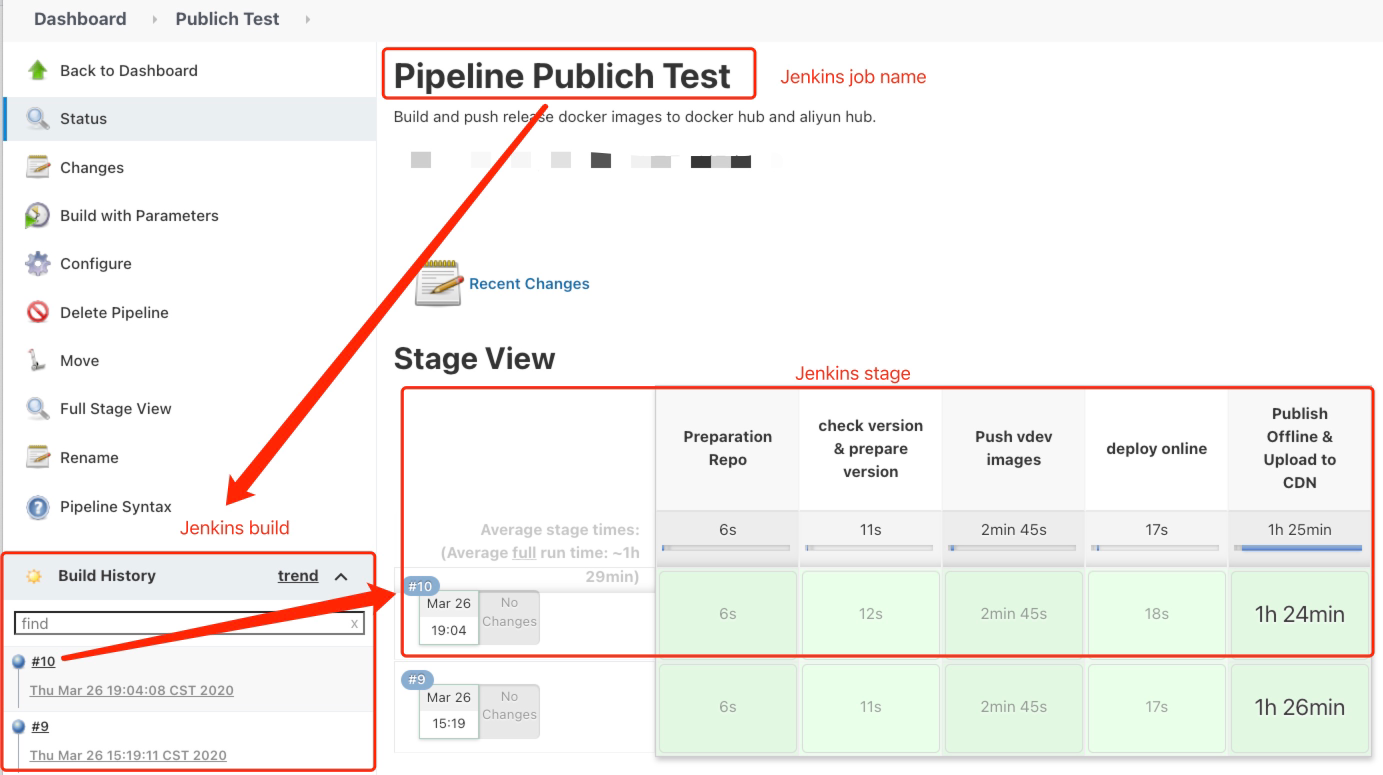 Dashboard
Publich Test
Back to Dashboard
Status
Changes
Build with Parameters
Configure
Delete Pipeline
Move
Full Stage View
Rename
Pipeline Syntax
Jenkins build
Build History
trend
find
x
#10
Thu Mar 26 19:04:08 CST 2020
#9
Thu Mar 26 15:19:11 CST 2020
Pipeline Publich Test
Jenkins job name
Build and push release docker images to docker hub and aliyun hub.
Recent Changes
Stage View
Jenkins stage
Preparation
Repo
check version
& prepare
version
Push vdev
images
deploy online
Publish
Offline &
Upload to
CDN
Average stage times:
(Average full run time: ~1h
29min)
6s
11s
2min 45s
17s
1h 25min
#10
Mar 26
19:04
No
Changes
6s
12s
2min 45s
18s
1h 24min
#9
Mar 26
15:19
No
Changes
6s
11s
2min 45s
17s
1h 26min